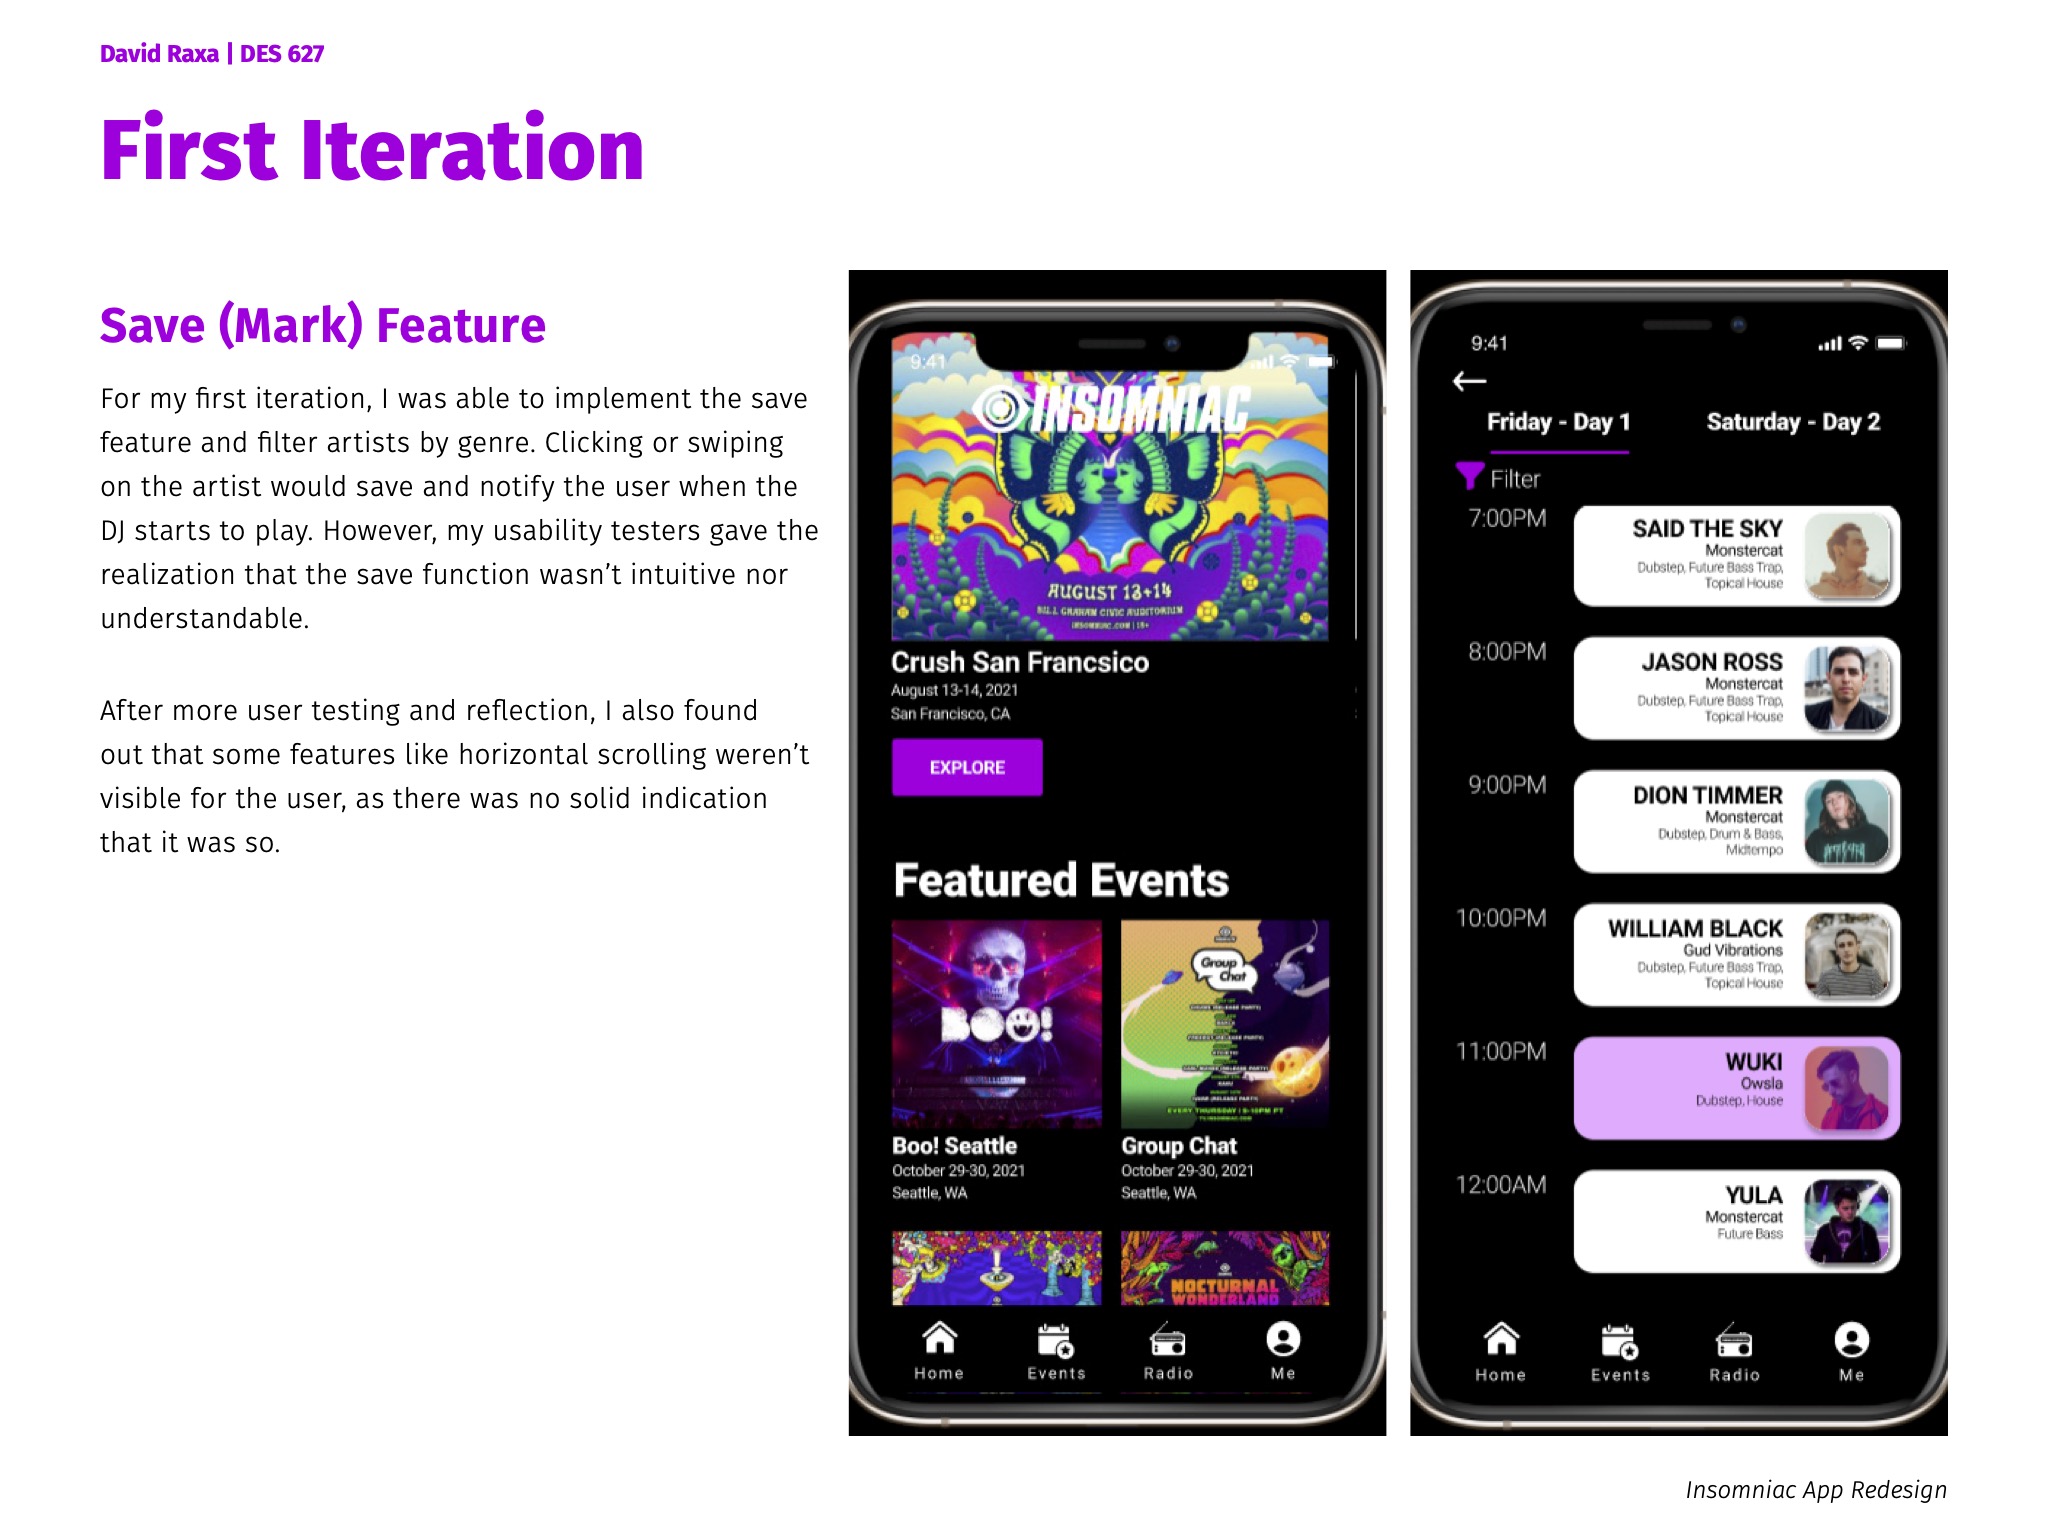 David Raxa | DES 627
First Iteration
Save (Mark) Feature
For my first iteration, I was able to implement the save
feature and filter artists by genre. Clicking or swiping
on the artist would save and notify the user when the
DJ starts to play. However, my usability testers gave the
realization that the save function wasn’t intuitive nor
understandable.
After more user testing and reflection, I also found
out that some features like horizontal scrolling weren’t
visible for the user, as there was no solid indication
that it was so.
9:41
INSOMNIAC
AUGUST 13+14
BILL GRAHAM CIVIC AUDITORIUM
INSOMNIAC.COM | 18+
Crush San Francsico
August 13-14, 2021
San Francisco, CA
EXPLORE
Featured Events
BOO!
Boo! Seattle
October 29-30, 2021
Seattle, WA
Group
Chat
EVERY THURSDAY
Group Chat
October 29-30, 2021
Seattle, WA
NOCTURNAL
WONDERLAND
Home
Events
Radio
Me
9:41
Friday - Day 1
Saturday - Day 2
Filter
7:00PM
SAID THE SKY
Monstercat
Dubstep, Future Bass Trap,
Topical House
8:00PM
JASON ROSS
Monstercat
Dubstep, Future Bass Trap,
Topical House
9:00PM
DION TIMMER
Monstercat
Dubstep, Drum & Bass,
Midtempo
10:00PM
WILLIAM BLACK
Gud Vibrations
Dubstep, Future Bass Trap,
Topical House
11:00PM
WUKI
Owsla
Dubstep, House
12:00AM
YULA
Monstercat
Future Bass
Home
Events
Radio
Me
Insomniac App Redesign